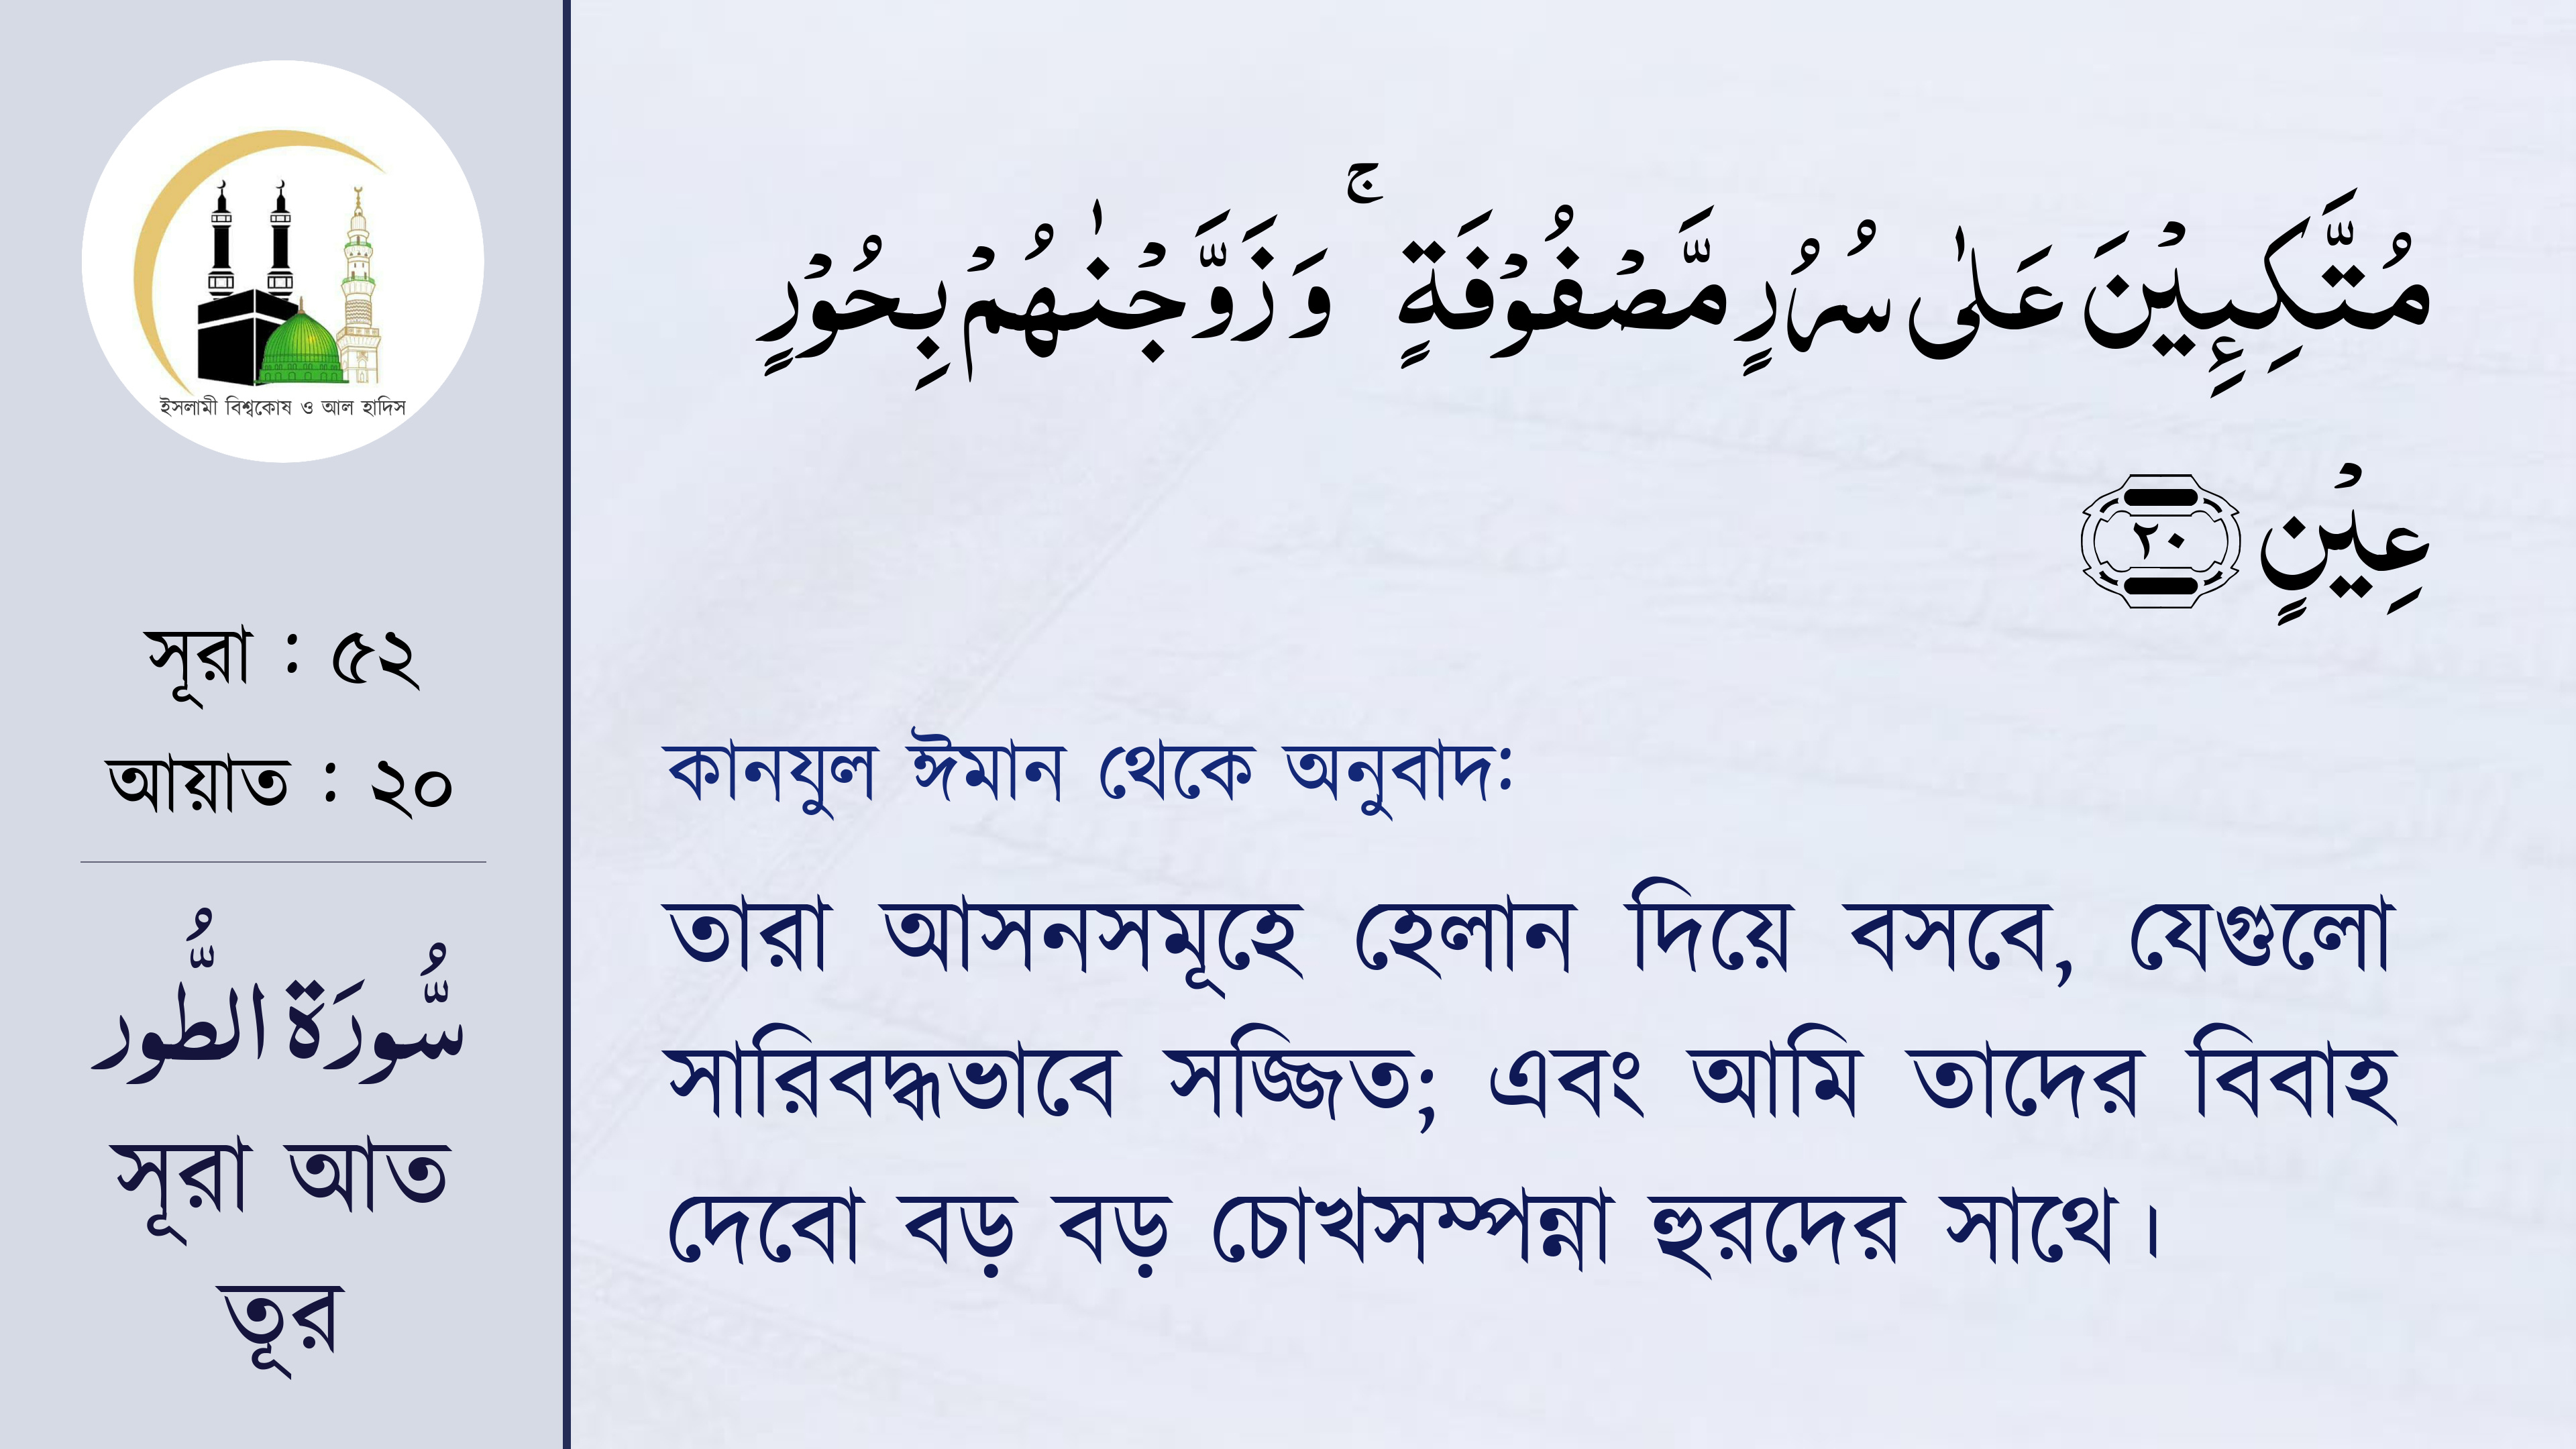 ইসলামী বিশ্বকোষ ও আল হাদিস
সূরা : ৫২
আয়াত : ২০
سُّورَة الطُّور
সূরা আত
তূর
مُتَّكِـِٕيْنَ عَلٰى سُرُرٍ مَّصْفُوْفَةٍ ۚ وَ زَوَّجْنٰهُمْ بِحُوْرٍ
عِيْنٍ ٢٠
কানযুল ঈমান থেকে অনুবাদ:
তারা আসনসমূহে হেলান দিয়ে বসবে, যেগুলো
সারিবদ্ধভাবে সজ্জিত; এবং আমি তাদের বিবাহ
দেবো বড় বড় চোখসম্পন্না হুরদের সাথে।